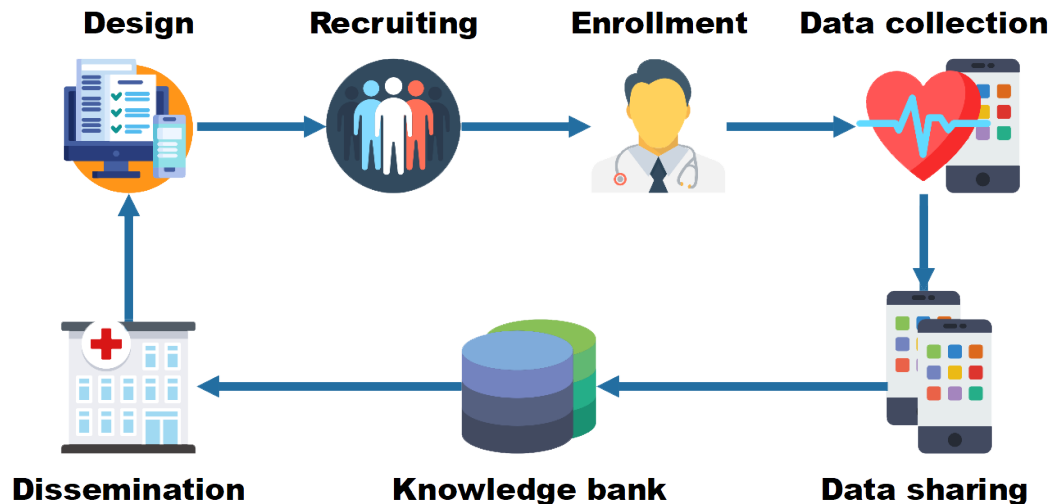 Design
Recruiting
Enrollment
Data collection
Dissemination
Knowledge bank
Data sharing